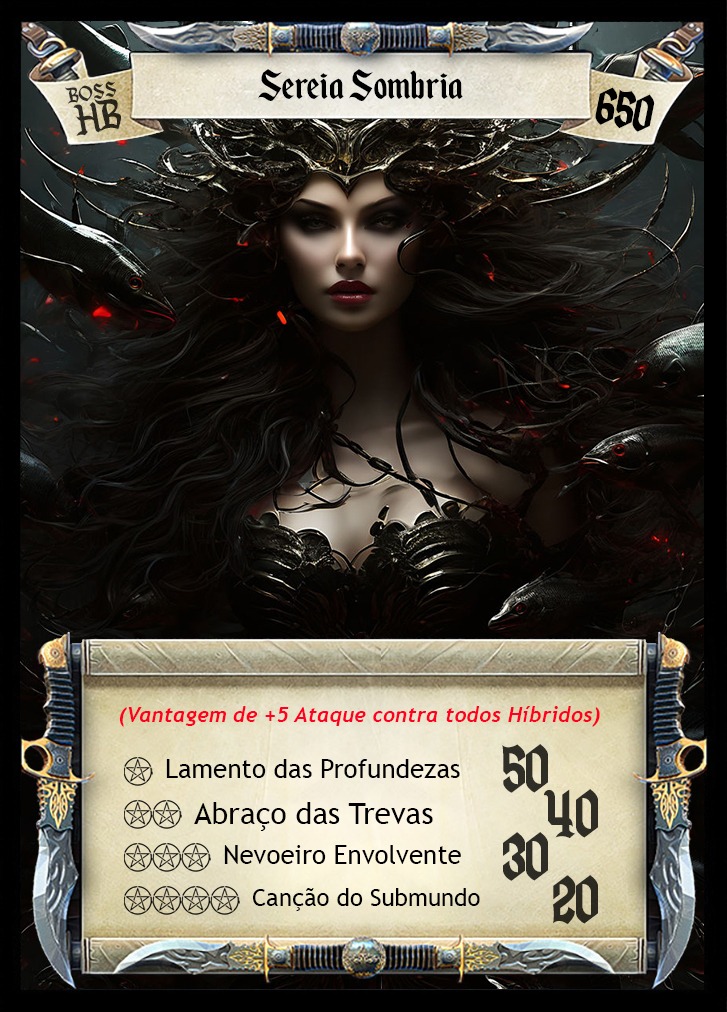 BOSS
HB
Sereia Sombria
650
(Vantagem de +5 Ataque contra todos Híbridos)
Lamento das Profundezas 50
Abraço das Trevas 40
Nevoeiro Envolvente 30
Canção do Submundo 20